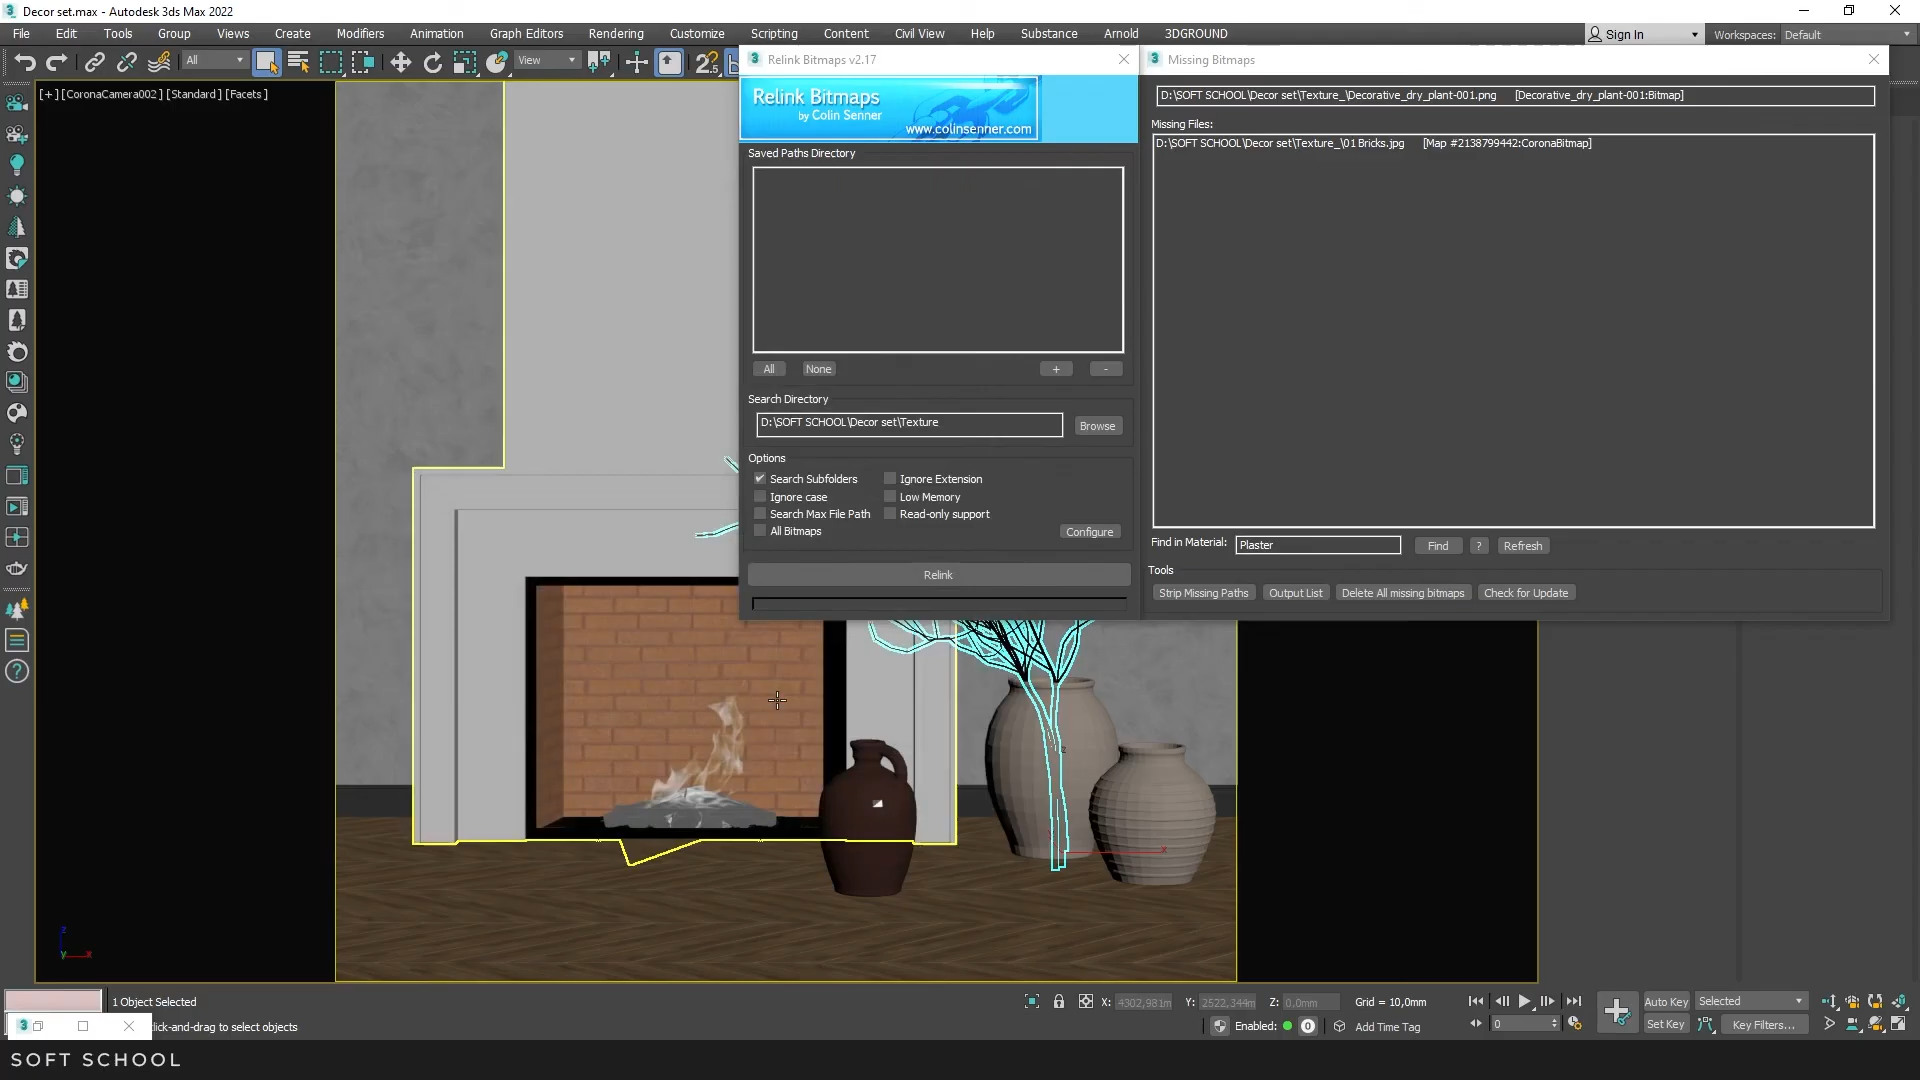 Decor set.max - Autodesk 3ds Max 2022
File Edit Tools Group Views Create Modifiers Animation Graph Editors Rendering Customize Scripting Content Civil View Help Substance Arnold 3DGROUND
Sign In Workspaces: Default
All View
[+] [CoronaCamera002] [Standard] [Facets]
Relink Bitmaps v2.17
Relink Bitmaps
by Colin Senner
www.colinsenner.com
Saved Paths Directory
All None + -
Search Directory
D:\SOFT SCHOOL\Decor set\Texture
Browse
Options
Search Subfolders Ignore Extension
Ignore case Low Memory
Search Max File Path Read-only support
All Bitmaps Configure
Relink
Missing Bitmaps
D:\SOFT SCHOOL\Decor set\Texture_\Decorative_dry_plant-001.png [Decorative_dry_plant-001:Bitmap]
Missing Files:
D:\SOFT SCHOOL\Decor set\Texture_\01 Bricks.jpg [Map #2138799442:CoronaBitmap]
Find in Material: Plaster Find ? Refresh
Tools
Strip Missing Paths Output List Delete All missing bitmaps Check for Update
z
x
z
y x
1 Object Selected
X: 4302,981m Y: 2522,344m Z: 0,0mm Grid = 10,0mm
Auto Key Selected
click-and-drag to select objects
Enabled: 0 Add Time Tag
0
Set Key Key Filters...
SOFT SCHOOL